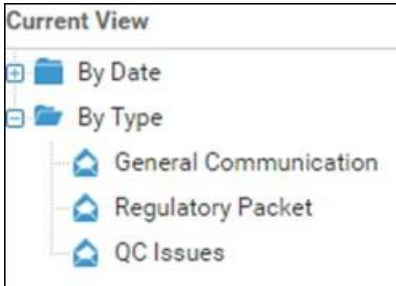 Current View
By Date
By Type
General Communication
Regulatory Packet
QC Issues